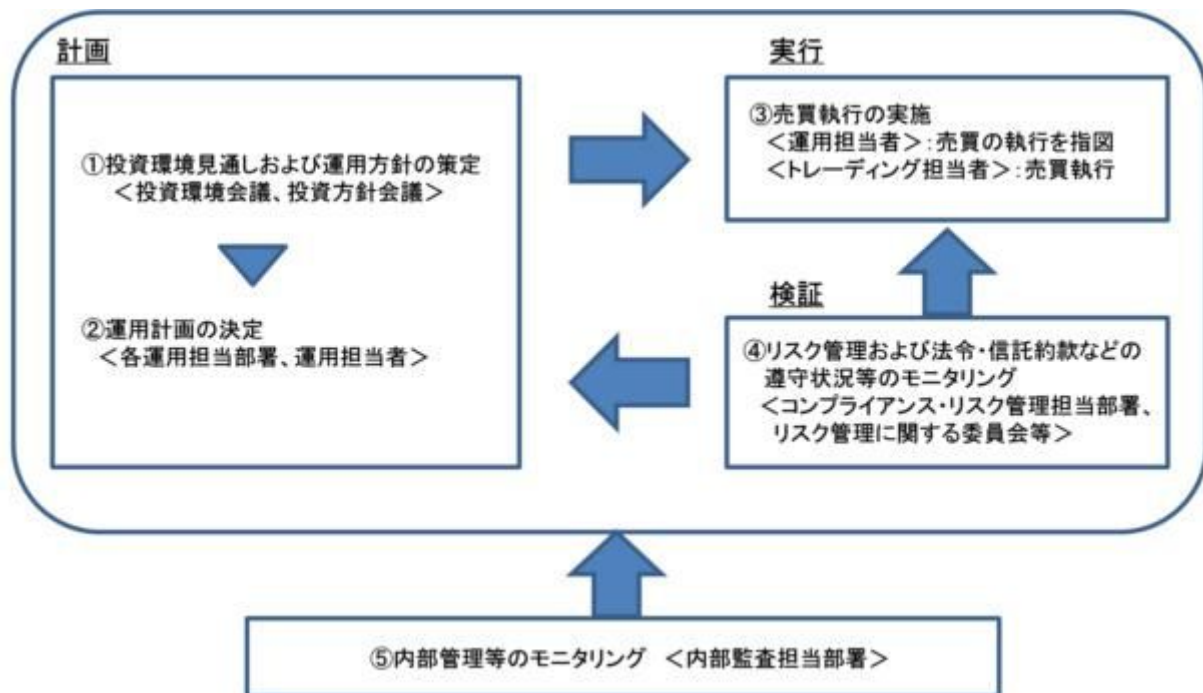 計画
①投資環境見通しおよび運用方針の策定
＜投資環境会議、投資方針会議＞
②運用計画の決定
＜各運用担当部署、運用担当者＞
実行
③売買執行の実施
＜運用担当者＞：売買の執行を指図
＜トレーディング担当者＞：売買執行
検証
④リスク管理および法令・信託約款などの
遵守状況等のモニタリング
＜コンプライアンス・リスク管理担当部署、
リスク管理に関する委員会等＞
⑤内部管理等のモニタリング　＜内部監査担当部署＞